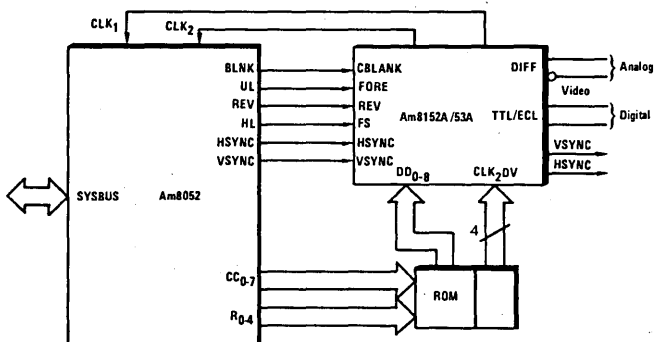 CLK1 CLK2
BLNK CBLANK DIFF Analog
UL FORE
Video
REV REV Am8152A/53A TTL/ECL Digital
HL FS
HSYNC HSYNC VSYNC
VSYNC VSYNC HSYNC
DD0-8 CLK2DV
SYSBUS Am8052
4
CC0-7
ROM
R0-4